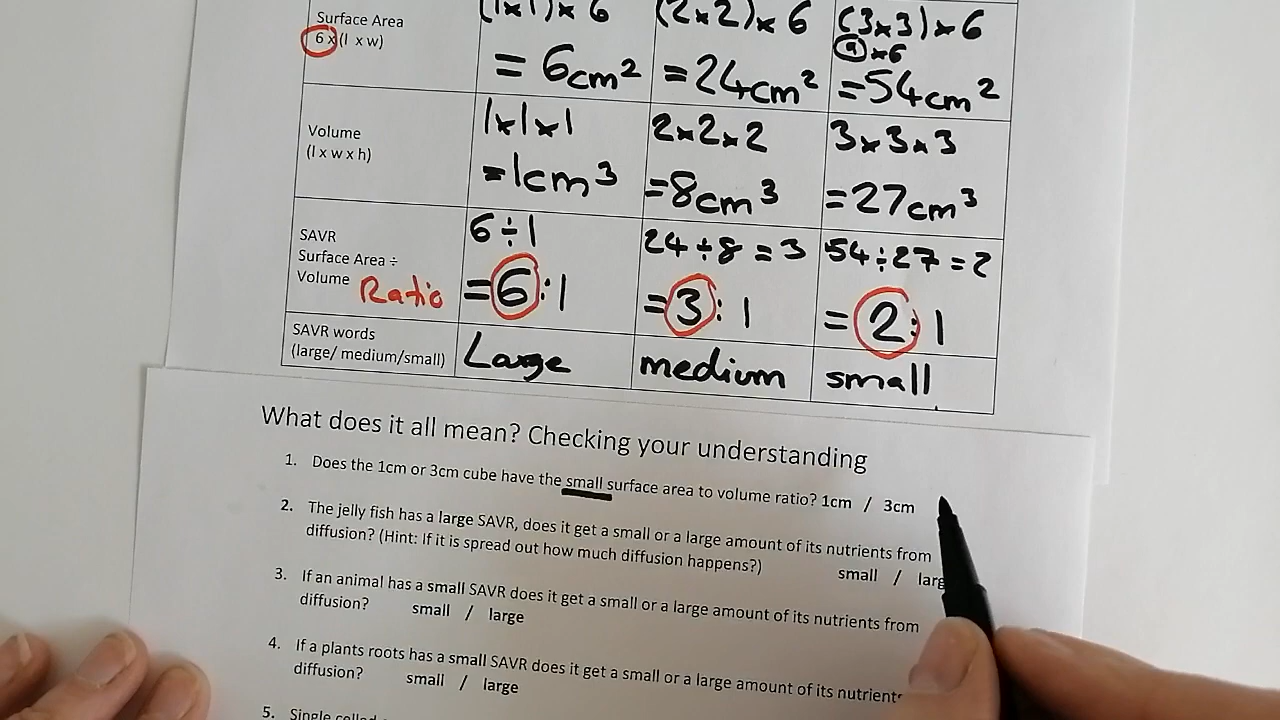 Surface Area
6 x (l x w)
(1x1)x 6
= 6cm²
(2x2)x 6
=24cm²
(3x3)x6
9x6
=54cm²
Volume
(l x w x h)
1x1x1
=1cm³
2x2x2
=8cm³
3x3x3
=27cm³
SAVR
Surface Area ÷
Volume Ratio
6÷1
=6:1
24÷8=3
=3:1
54÷27=2
=2:1
SAVR words
(large/ medium/small)
Large
medium
small
What does it all mean? Checking your understanding
1. Does the 1cm or 3cm cube have the small surface area to volume ratio? 1cm / 3cm
2. The jelly fish has a large SAVR, does it get a small or a large amount of its nutrients from
diffusion? (Hint: If it is spread out how much diffusion happens?) small /
3. If an animal has a small SAVR does it get a small or a large amount of its nutrients from
diffusion? small / large
4. If a plants roots has a small SAVR does it get a small or a large amount of its nutrients
diffusion? small / large
5. Single